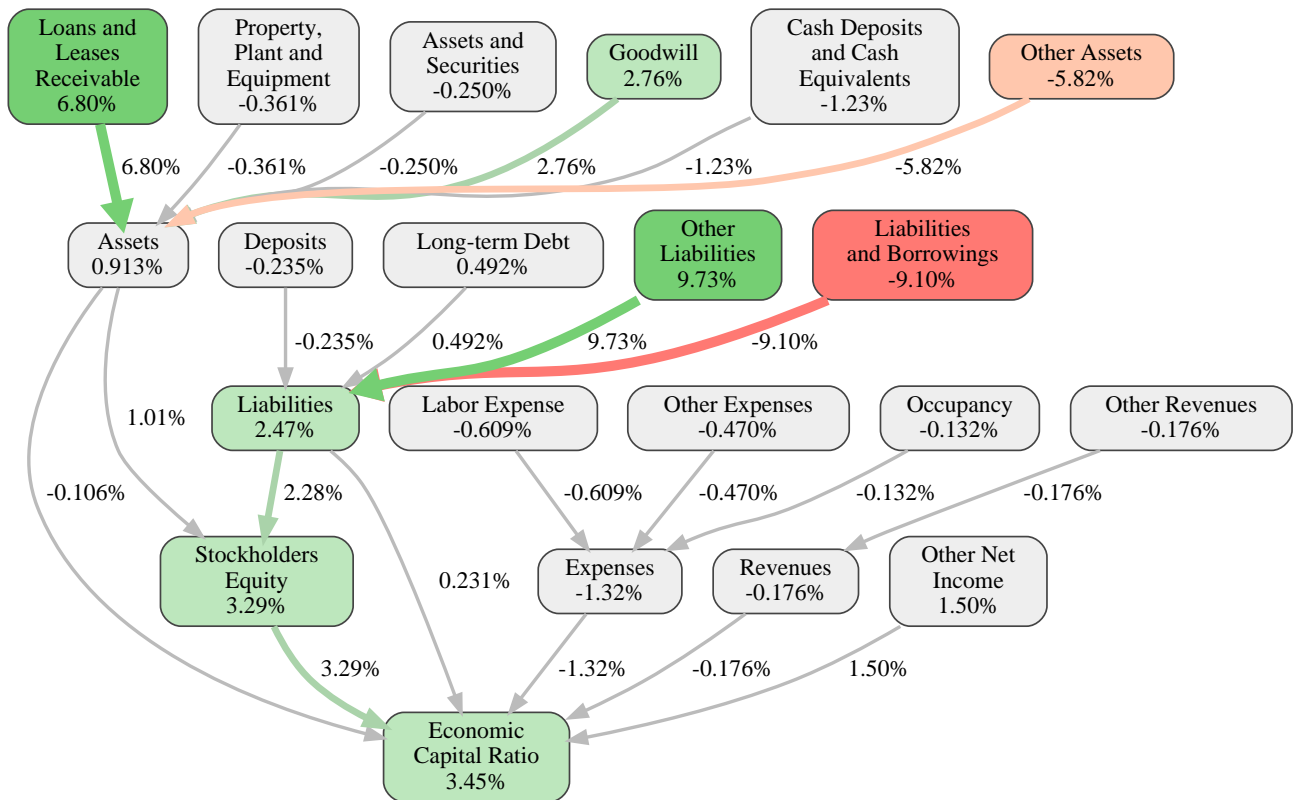 Loans and
Leases
Receivable
6.80%
Property,
Plant and
Equipment
-0.361%
Assets and
Securities
-0.250%
Goodwill
2.76%
Cash Deposits
and Cash
Equivalents
-1.23%
Other Assets
-5.82%
6.80%
-0.361%
-0.250%
2.76%
-1.23%
-5.82%
Assets
0.913%
Deposits
-0.235%
Long-term Debt
0.492%
Other
Liabilities
9.73%
Liabilities
and Borrowings
-9.10%
-0.235%
0.492%
9.73%
-9.10%
1.01%
Liabilities
2.47%
Labor Expense
-0.609%
Other Expenses
-0.470%
Occupancy
-0.132%
Other Revenues
-0.176%
-0.106%
2.28%
-0.609%
-0.470%
-0.132%
-0.176%
Stockholders
Equity
3.29%
0.231%
Expenses
-1.32%
Revenues
-0.176%
Other Net
Income
1.50%
3.29%
-1.32%
-0.176%
1.50%
Economic
Capital Ratio
3.45%